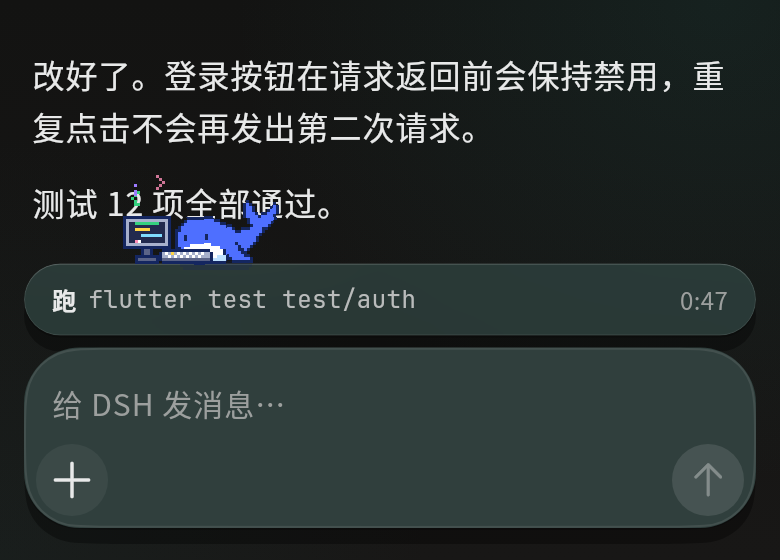 改好了。登录按钮在请求返回前会保持禁用，重
复点击不会再发出第二次请求。
测试 12 项全部通过。
跑 flutter test test/auth 0:47
给 DSH 发消息…